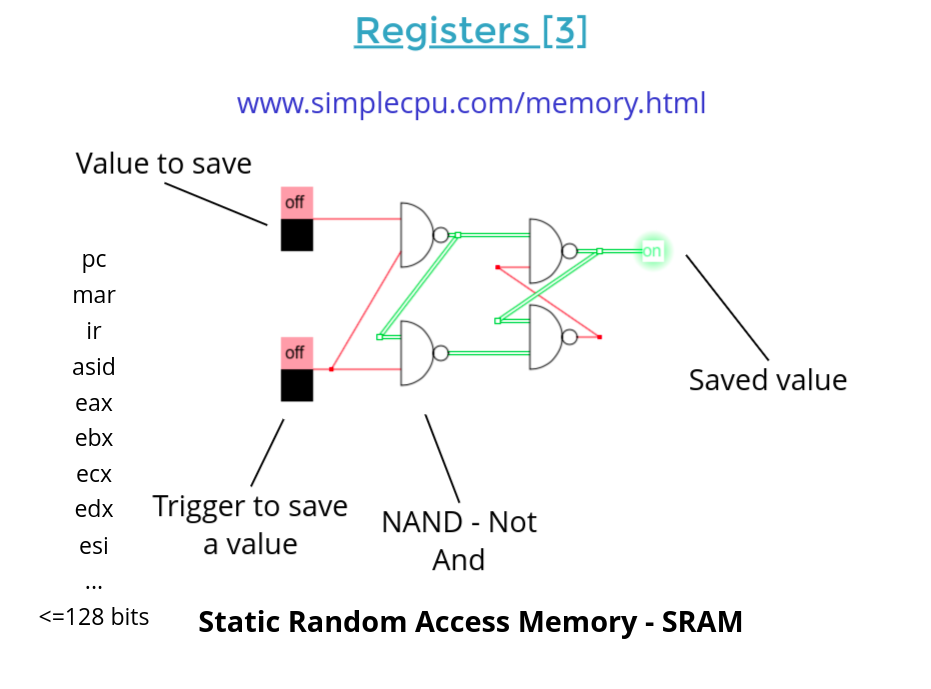 Registers [3]
www.simplecpu.com/memory.html
Value to save
off
on
off
Saved value
pc
mar
ir
asid
eax
ebx
ecx
edx
esi
...
<=128 bits
Trigger to save
a value
NAND - Not
And
Static Random Access Memory - SRAM